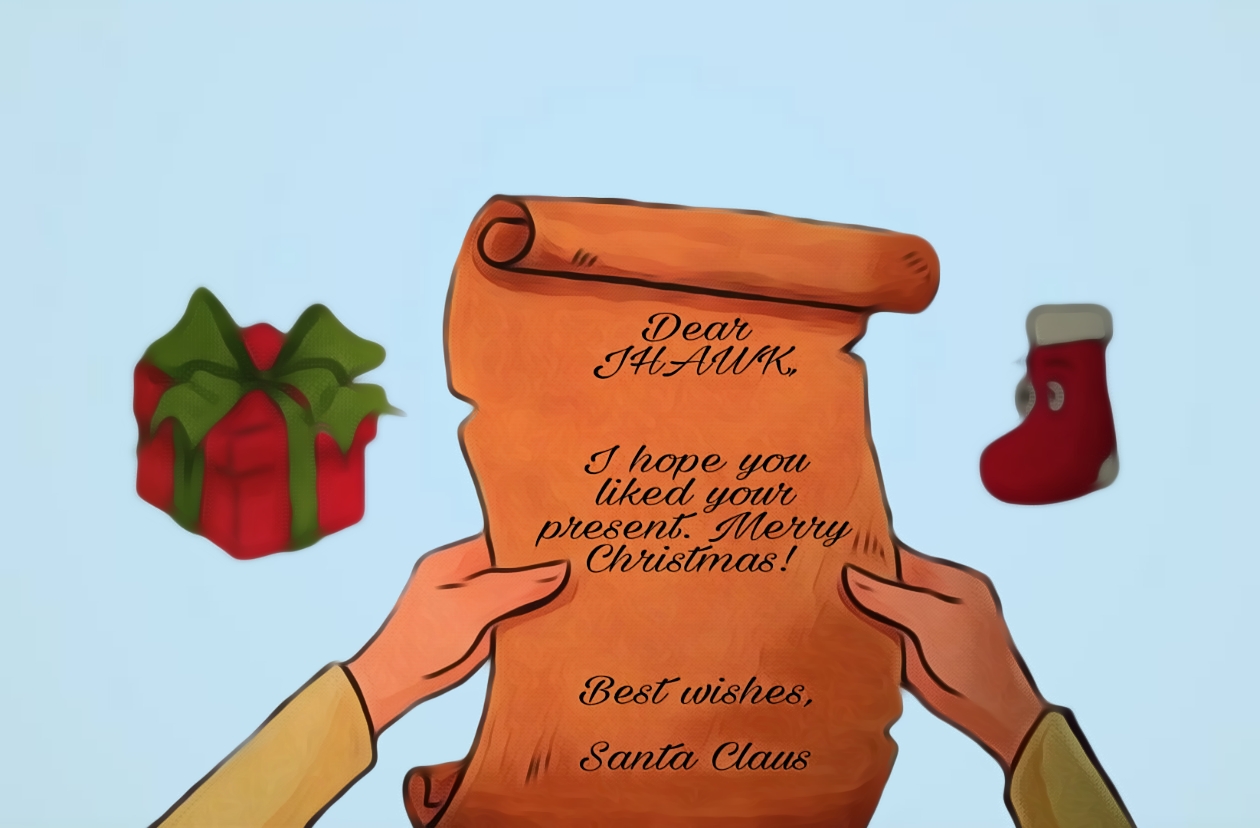 Dear
JHAWK,
I hope you
liked your
present. Merry
Christmas!
Best wishes,
Santa Claus